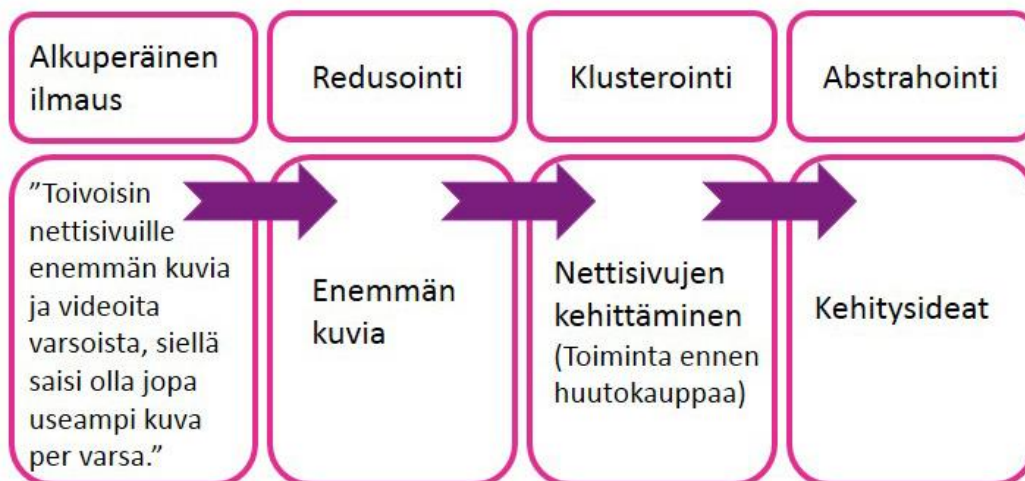 Alkuperäinen
ilmaus
Redusointi
Klusterointi
Abstrahointi
”Toivoisin
nettisivuille
enemmän kuvia
ja videoita
varsoista, siellä
saisi olla jopa
useampi kuva
per varsa.”
Enemmän
kuvia
Nettisivujen
kehittäminen
(Toiminta ennen
huutokauppaa)
Kehitysideat